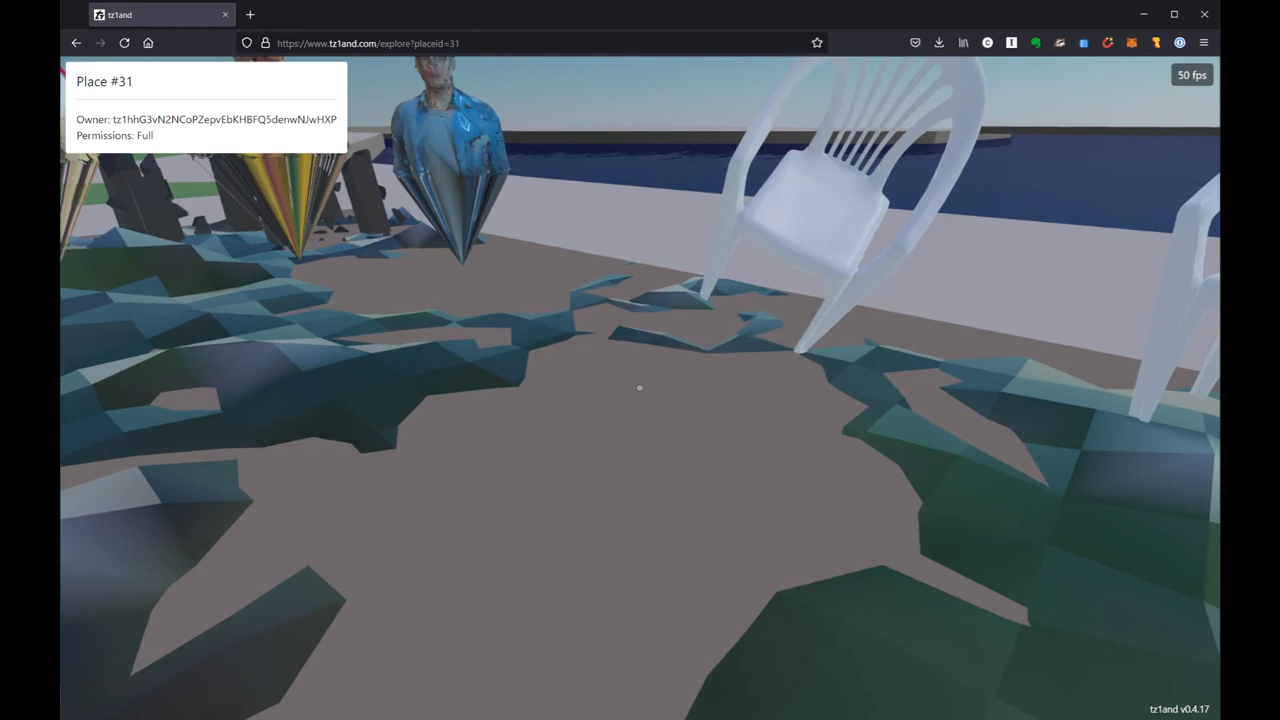 tz1and
https://www.tz1and.com/explore?placeid=31
Place #31
50 fps
Owner: tz1hhG3vN2NCoPZepvEbKHBFQ5denwNJwHXP
Permissions: Full
tz1and v0.4.17